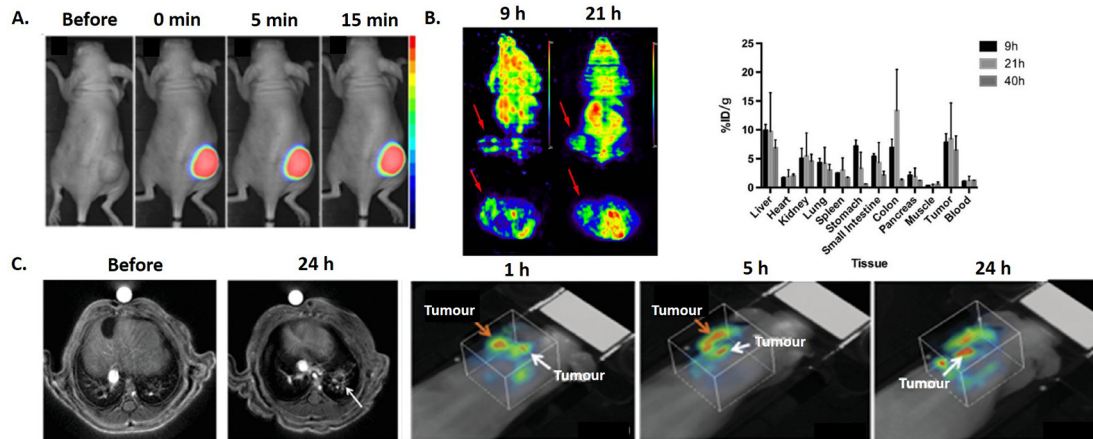 A.
Before
0 min
5 min
15 min
B.
9 h
21 h
%ID/g
25
20
15
10
5
0
9h
21h
40h
Liver
Heart
Kidney
Lung
Spleen
Stomach
Small Intestine
Colon
Pancreas
Muscle
Tumor
Blood
Tissue
C.
Before
24 h
1 h
5 h
24 h
Tumour
Tumour
Tumour
Tumour
Tumour